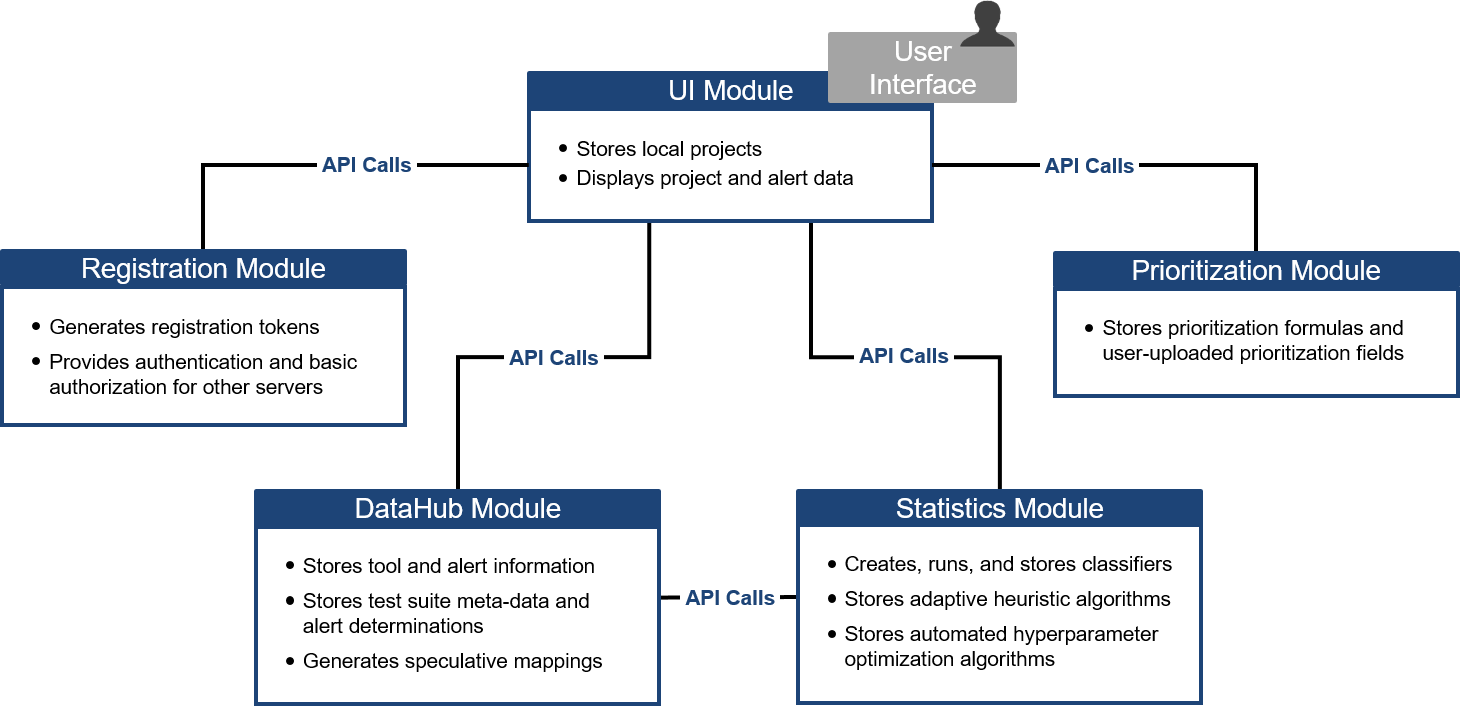 User
Interface
UI Module
• Stores local projects
• Displays project and alert data
API Calls
API Calls
Registration Module
• Generates registration tokens
• Provides authentication and basic
authorization for other servers
Prioritization Module
• Stores prioritization formulas and
user-uploaded prioritization fields
API Calls
API Calls
DataHub Module
• Stores tool and alert information
• Stores test suite meta-data and
alert determinations
• Generates speculative mappings
API Calls
Statistics Module
• Creates, runs, and stores classifiers
• Stores adaptive heuristic algorithms
• Stores automated hyperparameter
optimization algorithms